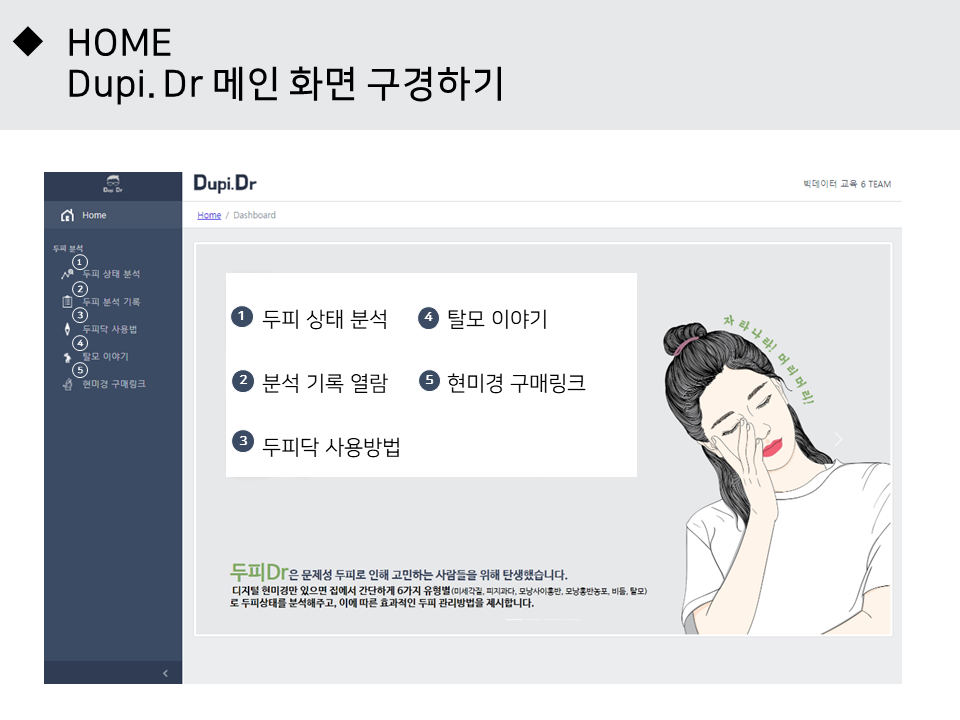 HOME
Dupi.Dr 메인 화면 구경하기
Dupi.Dr
Dupi.Dr
빅데이터 교육 6 TEAM
Home
Home / Dashboard
두피 분석
1
두피 상태 분석
2
두피 분석 기록
3
두피닥 사용법
4
탈모 이야기
5
현미경 구매링크
1 두피 상태 분석
4 탈모 이야기
2 분석 기록 열람
5 현미경 구매링크
3 두피닥 사용방법
자라나라! 머리머리!
두피Dr은 문제성 두피로 인해 고민하는 사람들을 위해 탄생했습니다.
디지털 현미경만 있으면 집에서 간단하게 6가지 유형별(미세각질, 피지과다, 모낭사이홍반, 모낭홍반농포, 비듬, 탈모)
로 두피상태를 분석해주고, 이에 따른 효과적인 두피 관리방법을 제시합니다.